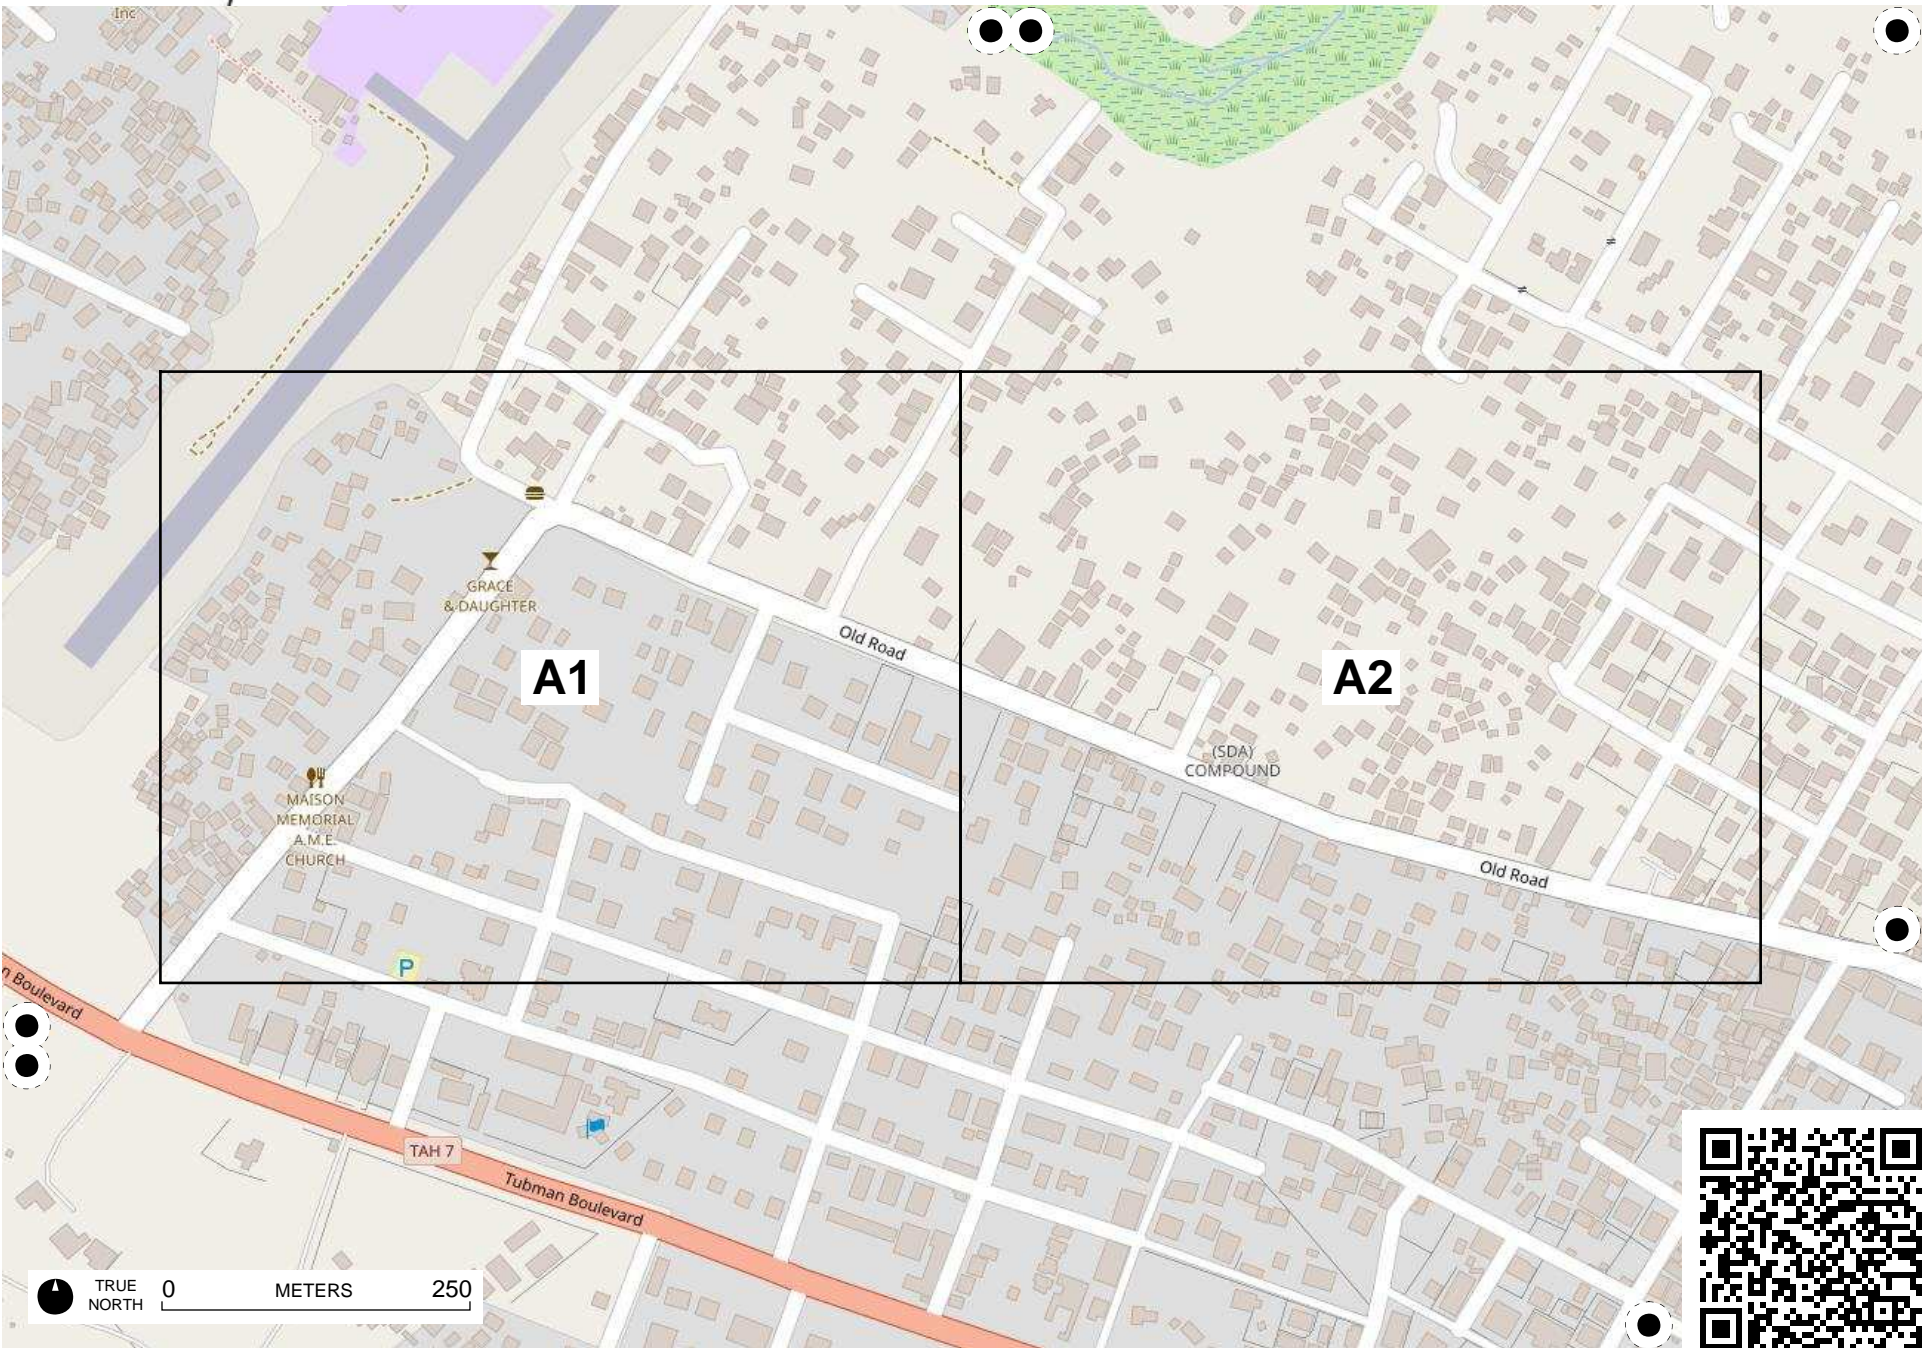 Inc
GRACE
& DAUGHTER
Old Road
A1
A2
(SDA)
COMPOUND
MAISON
MEMORIAL
A.M.E.
CHURCH
Old Road
P
n Boulevard
TAH 7
Tubman Boulevard
TRUE
NORTH
0 METERS 250